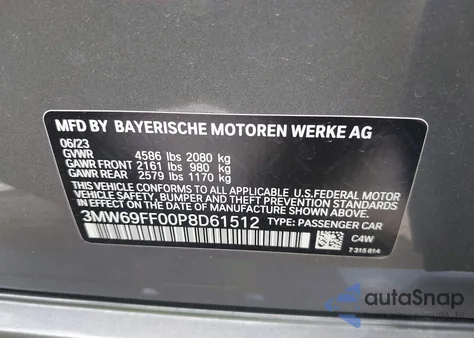 MFD BY BAYERISCHE MOTOREN WERKE AG
06/23
GVWR 4586 lbs 2080 kg
GAWR FRONT 2161 lbs 980 kg
GAWR REAR 2579 lbs 1170 kg
THIS VEHICLE CONFORMS TO ALL APPLICABLE U.S. FEDERAL MOTOR
VEHICLE SAFETY, BUMPER AND THEFT PREVENTION STANDARDS
IN EFFECT ON THE DATE OF MANUFACTURE SHOWN ABOVE.
3MW69FF00P8D61512 TYPE: PASSENGER CAR
C4W
7 315 914
autoSnap